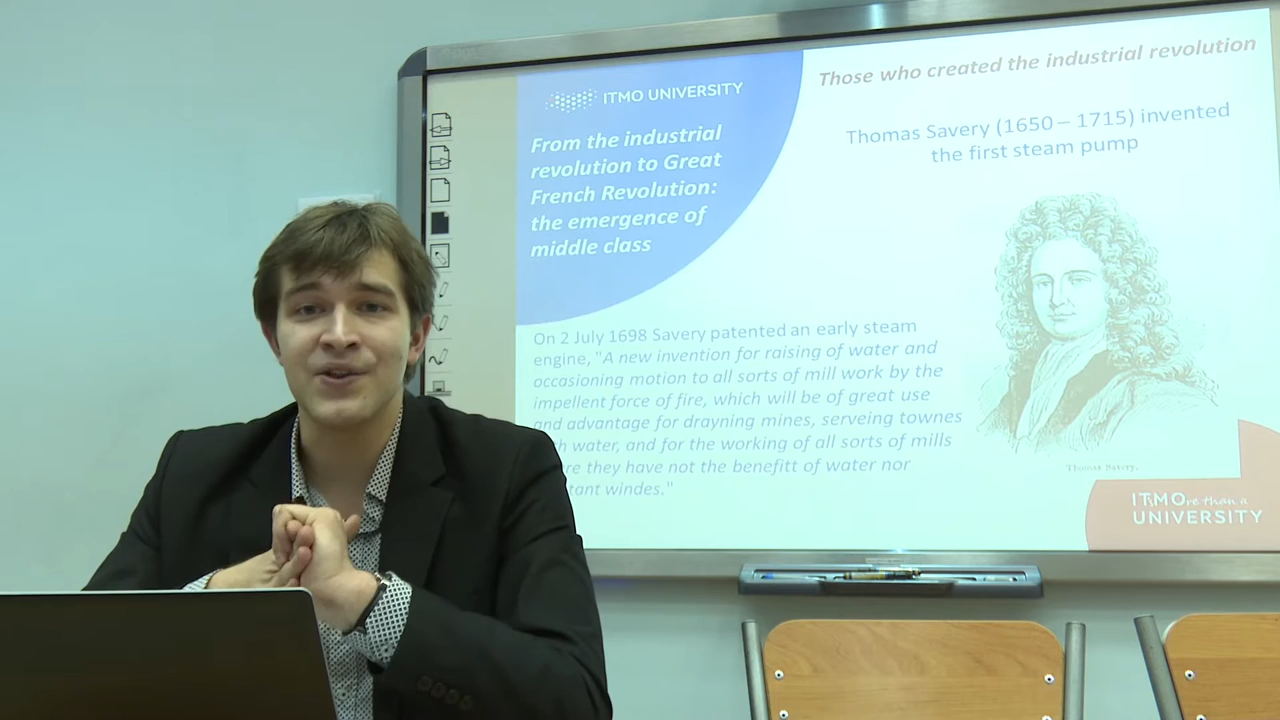 ITMO UNIVERSITY
From the industrial
revolution to Great
French Revolution:
the emergence of
middle class
Those who created the industrial revolution
Thomas Savery (1650 – 1715) invented
the first steam pump
On 2 July 1698 Savery patented an early steam
engine, "A new invention for raising of water and
occasioning motion to all sorts of mill work by the
impellent force of fire, which will be of great use
and advantage for drayning mines, serveing townes
water, and for the working of all sorts of mills
they have not the benefitt of water nor
windes."
Thomas Savery.
ITMOre than a
UNIVERSITY